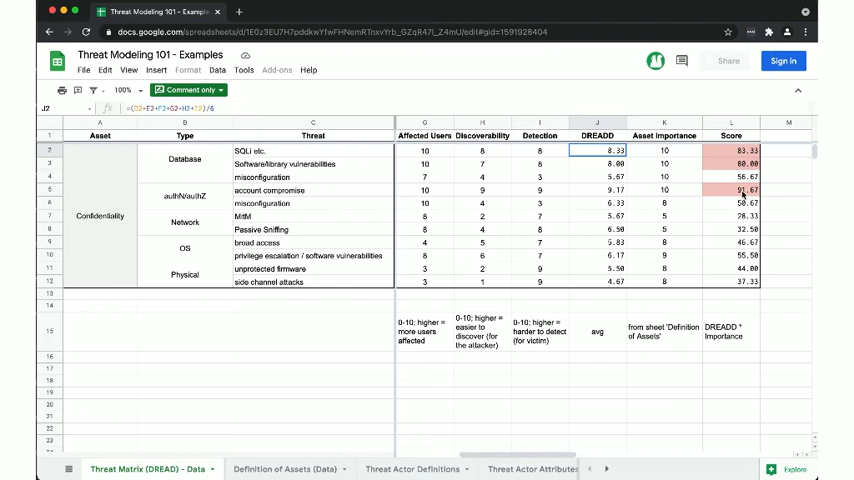 Threat Modeling 101 - Examples
docs.google.com/spreadsheets/d/
Threat Modeling 101 - Examples
File Edit View Insert Format Data Tools Add-ons Help
Share
Sign in
100%
Comment only
J2
fx =(D2+E2+F2+G2+H2+I2)/6
A B C G H I J K L M
1 Asset Type Threat Affected Users Discoverability Detection DREADD Asset Importance Score
2 Confidentiality Database SQLi etc. 10 8 8 8.33 10 83.33
3 Software/library vulnerabilities 10 7 8 8.00 10 80.00
4 misconfiguration 7 4 3 5.67 10 56.67
5 authN/authZ account compromise 10 9 9 9.17 10 91.67
6 misconfiguration 10 4 3 6.33 8 50.67
7 Network MitM 8 2 7 5.67 5 28.33
8 Passive Sniffing 8 4 8 6.50 5 32.50
9 OS broad access 4 5 7 5.83 8 46.67
10 privilege escalation / software vulnerabilities 8 6 7 6.17 9 55.50
11 Physical unprotected firmware 3 2 9 5.50 8 44.00
12 side channel attacks 3 1 9 4.67 8 37.33
13
14
15 0-10; higher = more users affected 0-10; higher = easier to discover (for the attacker) 0-10; higher = harder to detect (for victim) avg from sheet 'Definition of Assets' DREADD * Importance
16
17
18
19
20
21
22
23
Threat Matrix (DREAD) - Data Definition of Assets (Data) Threat Actor Definitions Threat Actor Attributes Explore